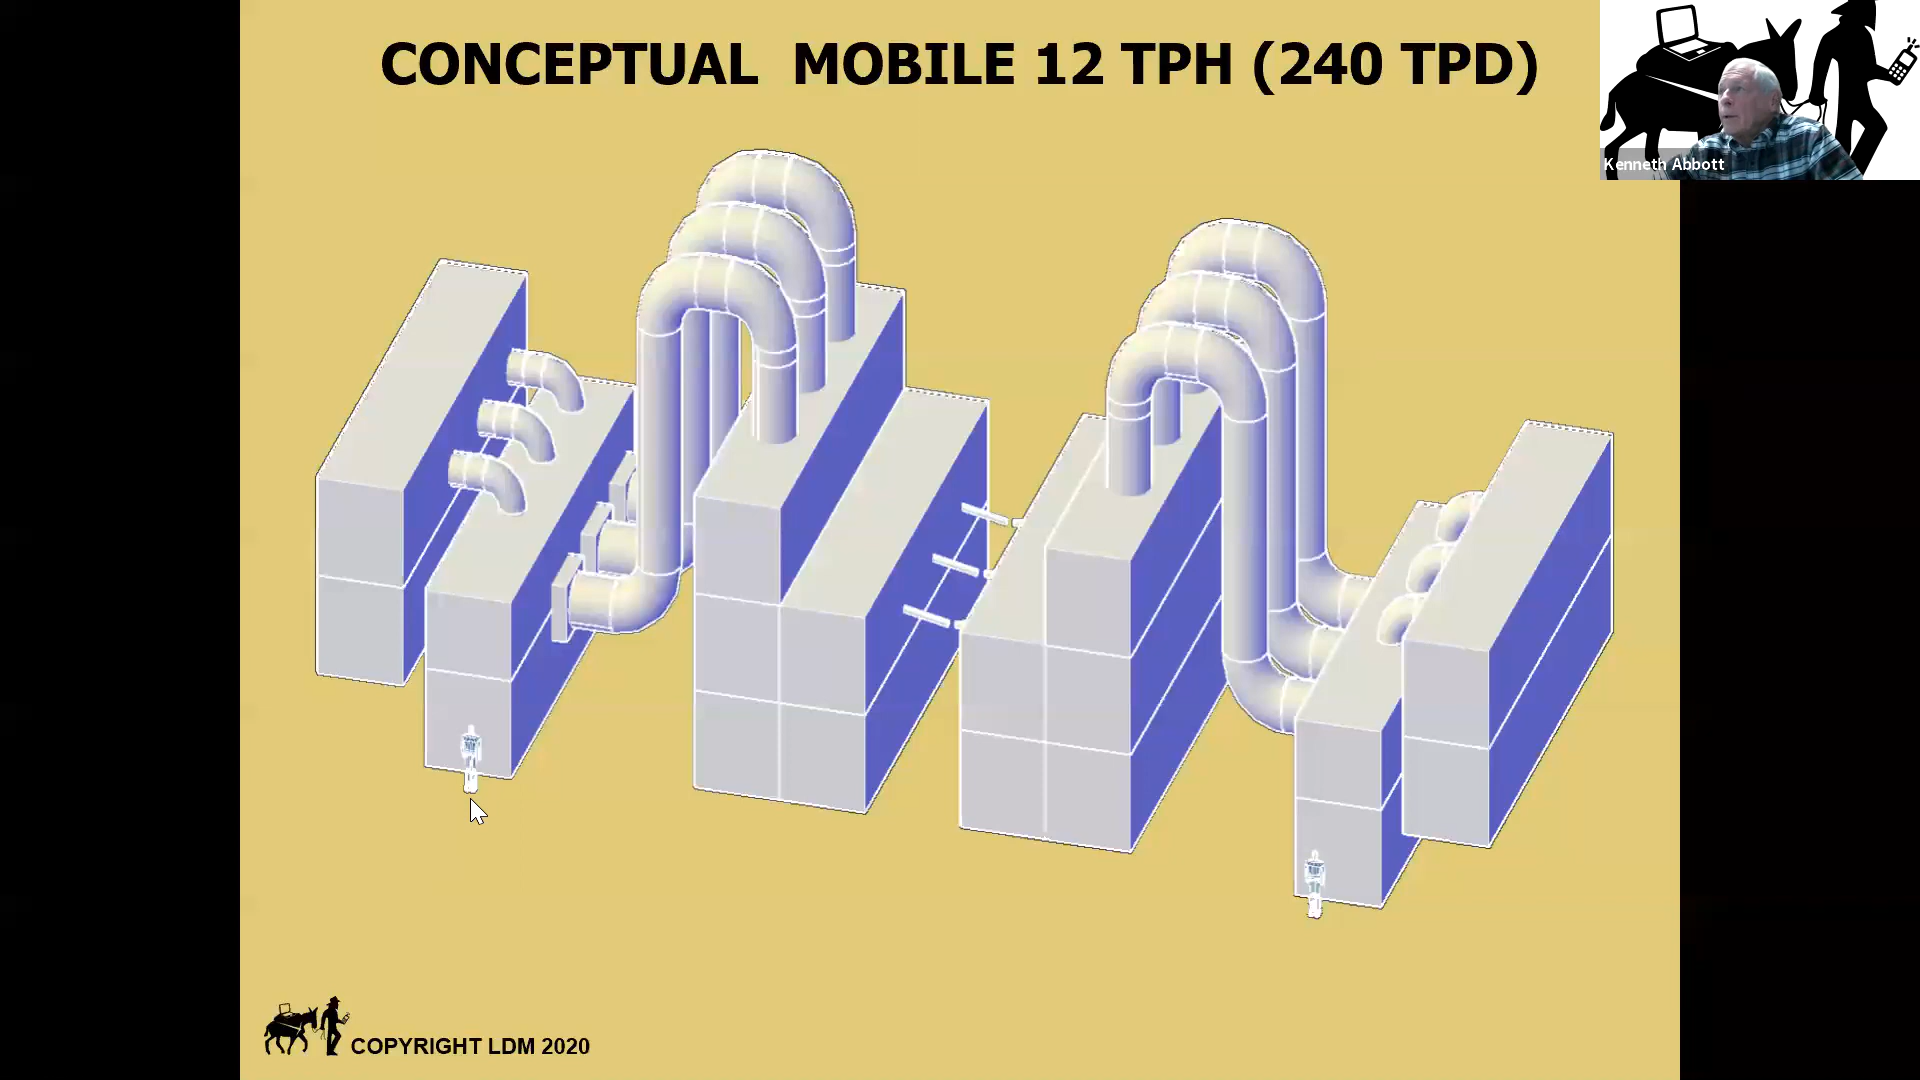 CONCEPTUAL MOBILE 12 TPH (240 TPD)
Kenneth Abbott
COPYRIGHT LDM 2020